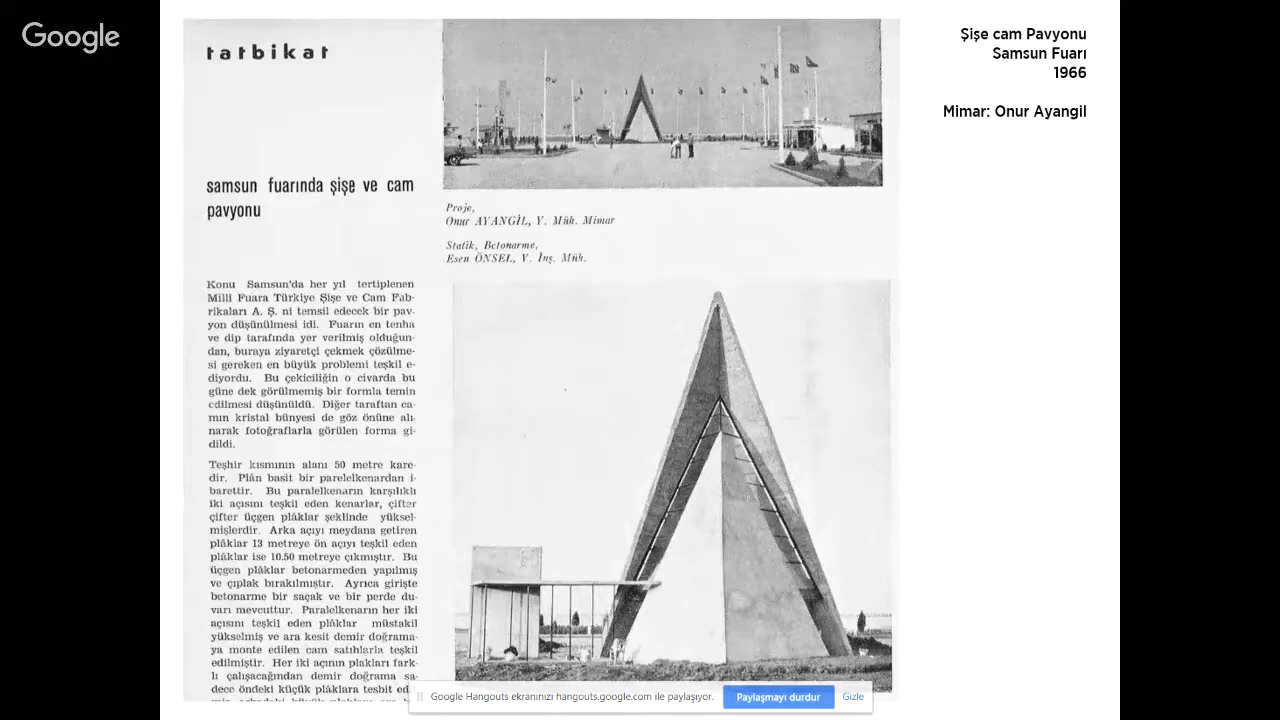 Google
Şişe cam Pavyonu
Samsun Fuarı
1966
Mimar: Onur Ayangil
tatbikat
samsun fuarında şişe ve cam
pavyonu
Proje,
Onur AYANGİL, Y. Müh. Mimar
Statik, Betonarme,
Esen ÖNSEL, Y. İnş. Müh.
Konu Samsun'da her yıl tertiplenen
Milli Fuara Türkiye Şişe ve Cam Fab-
rikaları A. Ş. ni temsil edecek bir pav-
yon düşünülmesi idi. Fuarın en tenha
ve dip tarafında yer verilmiş olduğun-
dan, buraya ziyaretçi çekmek çözülme-
si gereken en büyük problemi teşkil e-
diyordu. Bu çekiciliğin o civarda bu
güne dek görülmemiş bir formla temin
edilmesi düşünüldü. Diğer taraftan ca-
mın kristal bünyesi de göz önüne alı-
narak fotoğraflarla görülen forma gi-
dildi.
Teşhir kısmının alanı 50 metre kare-
dir. Plân basit bir parelelkenardan i-
barettir. Bu paralelkenarın karşılıklı
iki açısını teşkil eden kenarlar, çifter
çifter üçgen plâklar şeklinde yüksel-
mişlerdir. Arka açıyı meydana getiren
plâklar 13 metreye ön açıyı teşkil eden
plâklar ise 10.50 metreye çıkmıştır. Bu
üçgen plâklar betonarmeden yapılmış
ve çıplak bırakılmıştır. Ayrıca girişte
betonarme bir saçak ve bir perde du-
varı mevcuttur. Paralelkenarın her iki
açısını teşkil eden plâklar müstakil
yükselmiş ve ara kesit demir doğrama-
ya monte edilen cam satıhlarla teşkil
edilmiştir. Her iki açının plakları fark-
lı çalışacağından demir doğrama sa-
dece öndeki küçük plâklara tesbit ed
Google Hangouts ekranınızı hangouts.google.com ile paylaşıyor.
Paylaşmayı durdur
Gizle